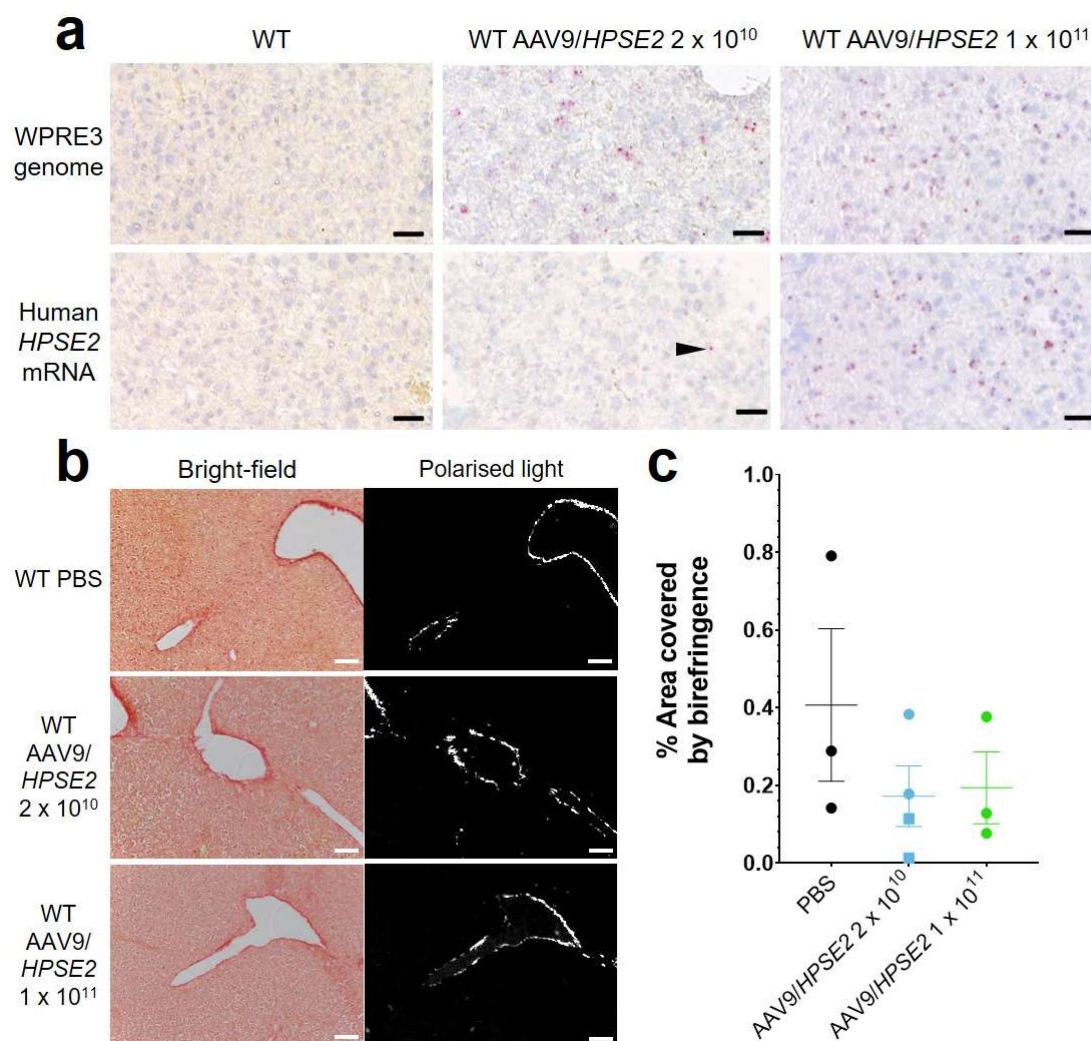 a
WT
WT AAV9/HPSE2 2 x 10¹⁰
WT AAV9/HPSE2 1 x 10¹¹
WPRE3
genome
Human
HPSE2
mRNA
b
Bright-field
Polarised light
WT PBS
WT
AAV9/
HPSE2
2 x 10¹⁰
WT
AAV9/
HPSE2
1 x 10¹¹
c
% Area covered
by birefringence
1.0
0.8
0.6
0.4
0.2
0.0
PBS
AAV9/HPSE2 2 x 10¹⁰
AAV9/HPSE2 1 x 10¹¹